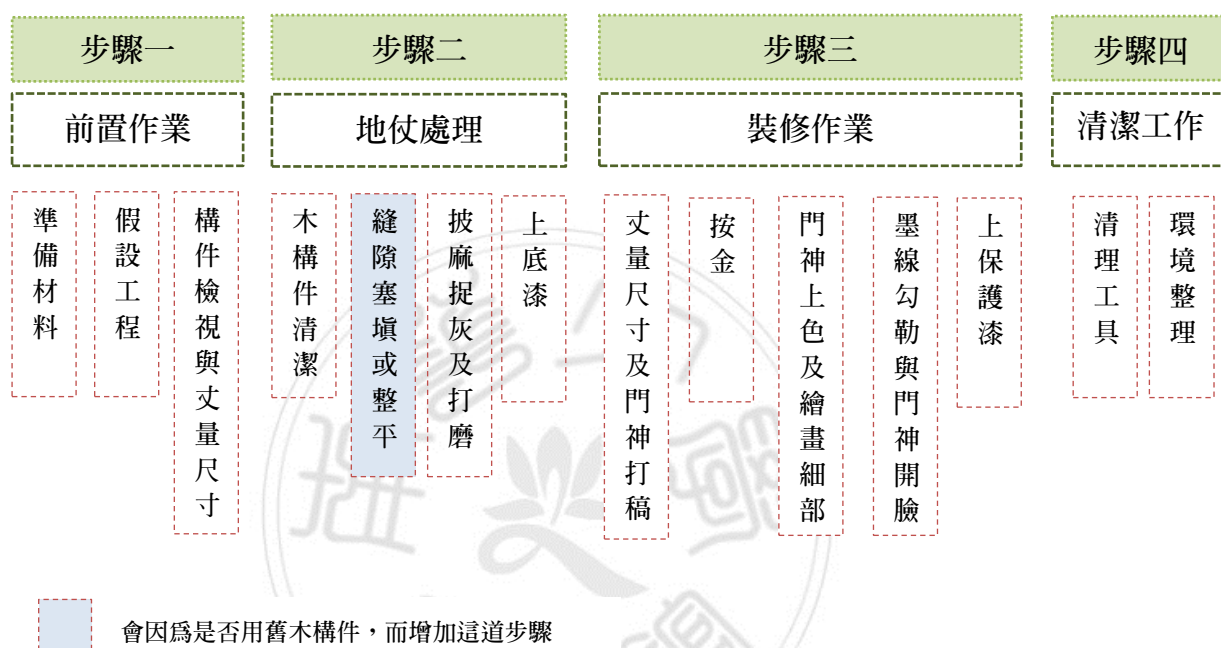 步驟一
前置作業
準備材料
假設工程
構件檢視與丈量尺寸
步驟二
地仗處理
木構件清潔
縫隙塞填或整平
披麻捉灰及打磨
上底漆
步驟三
裝修作業
丈量尺寸及門神打稿
按金
門神上色及繪畫細部
墨線勾勒與門神開臉
上保護漆
步驟四
清潔工作
清理工具
環境整理
會因為是否用舊木構件，而增加這道步驟